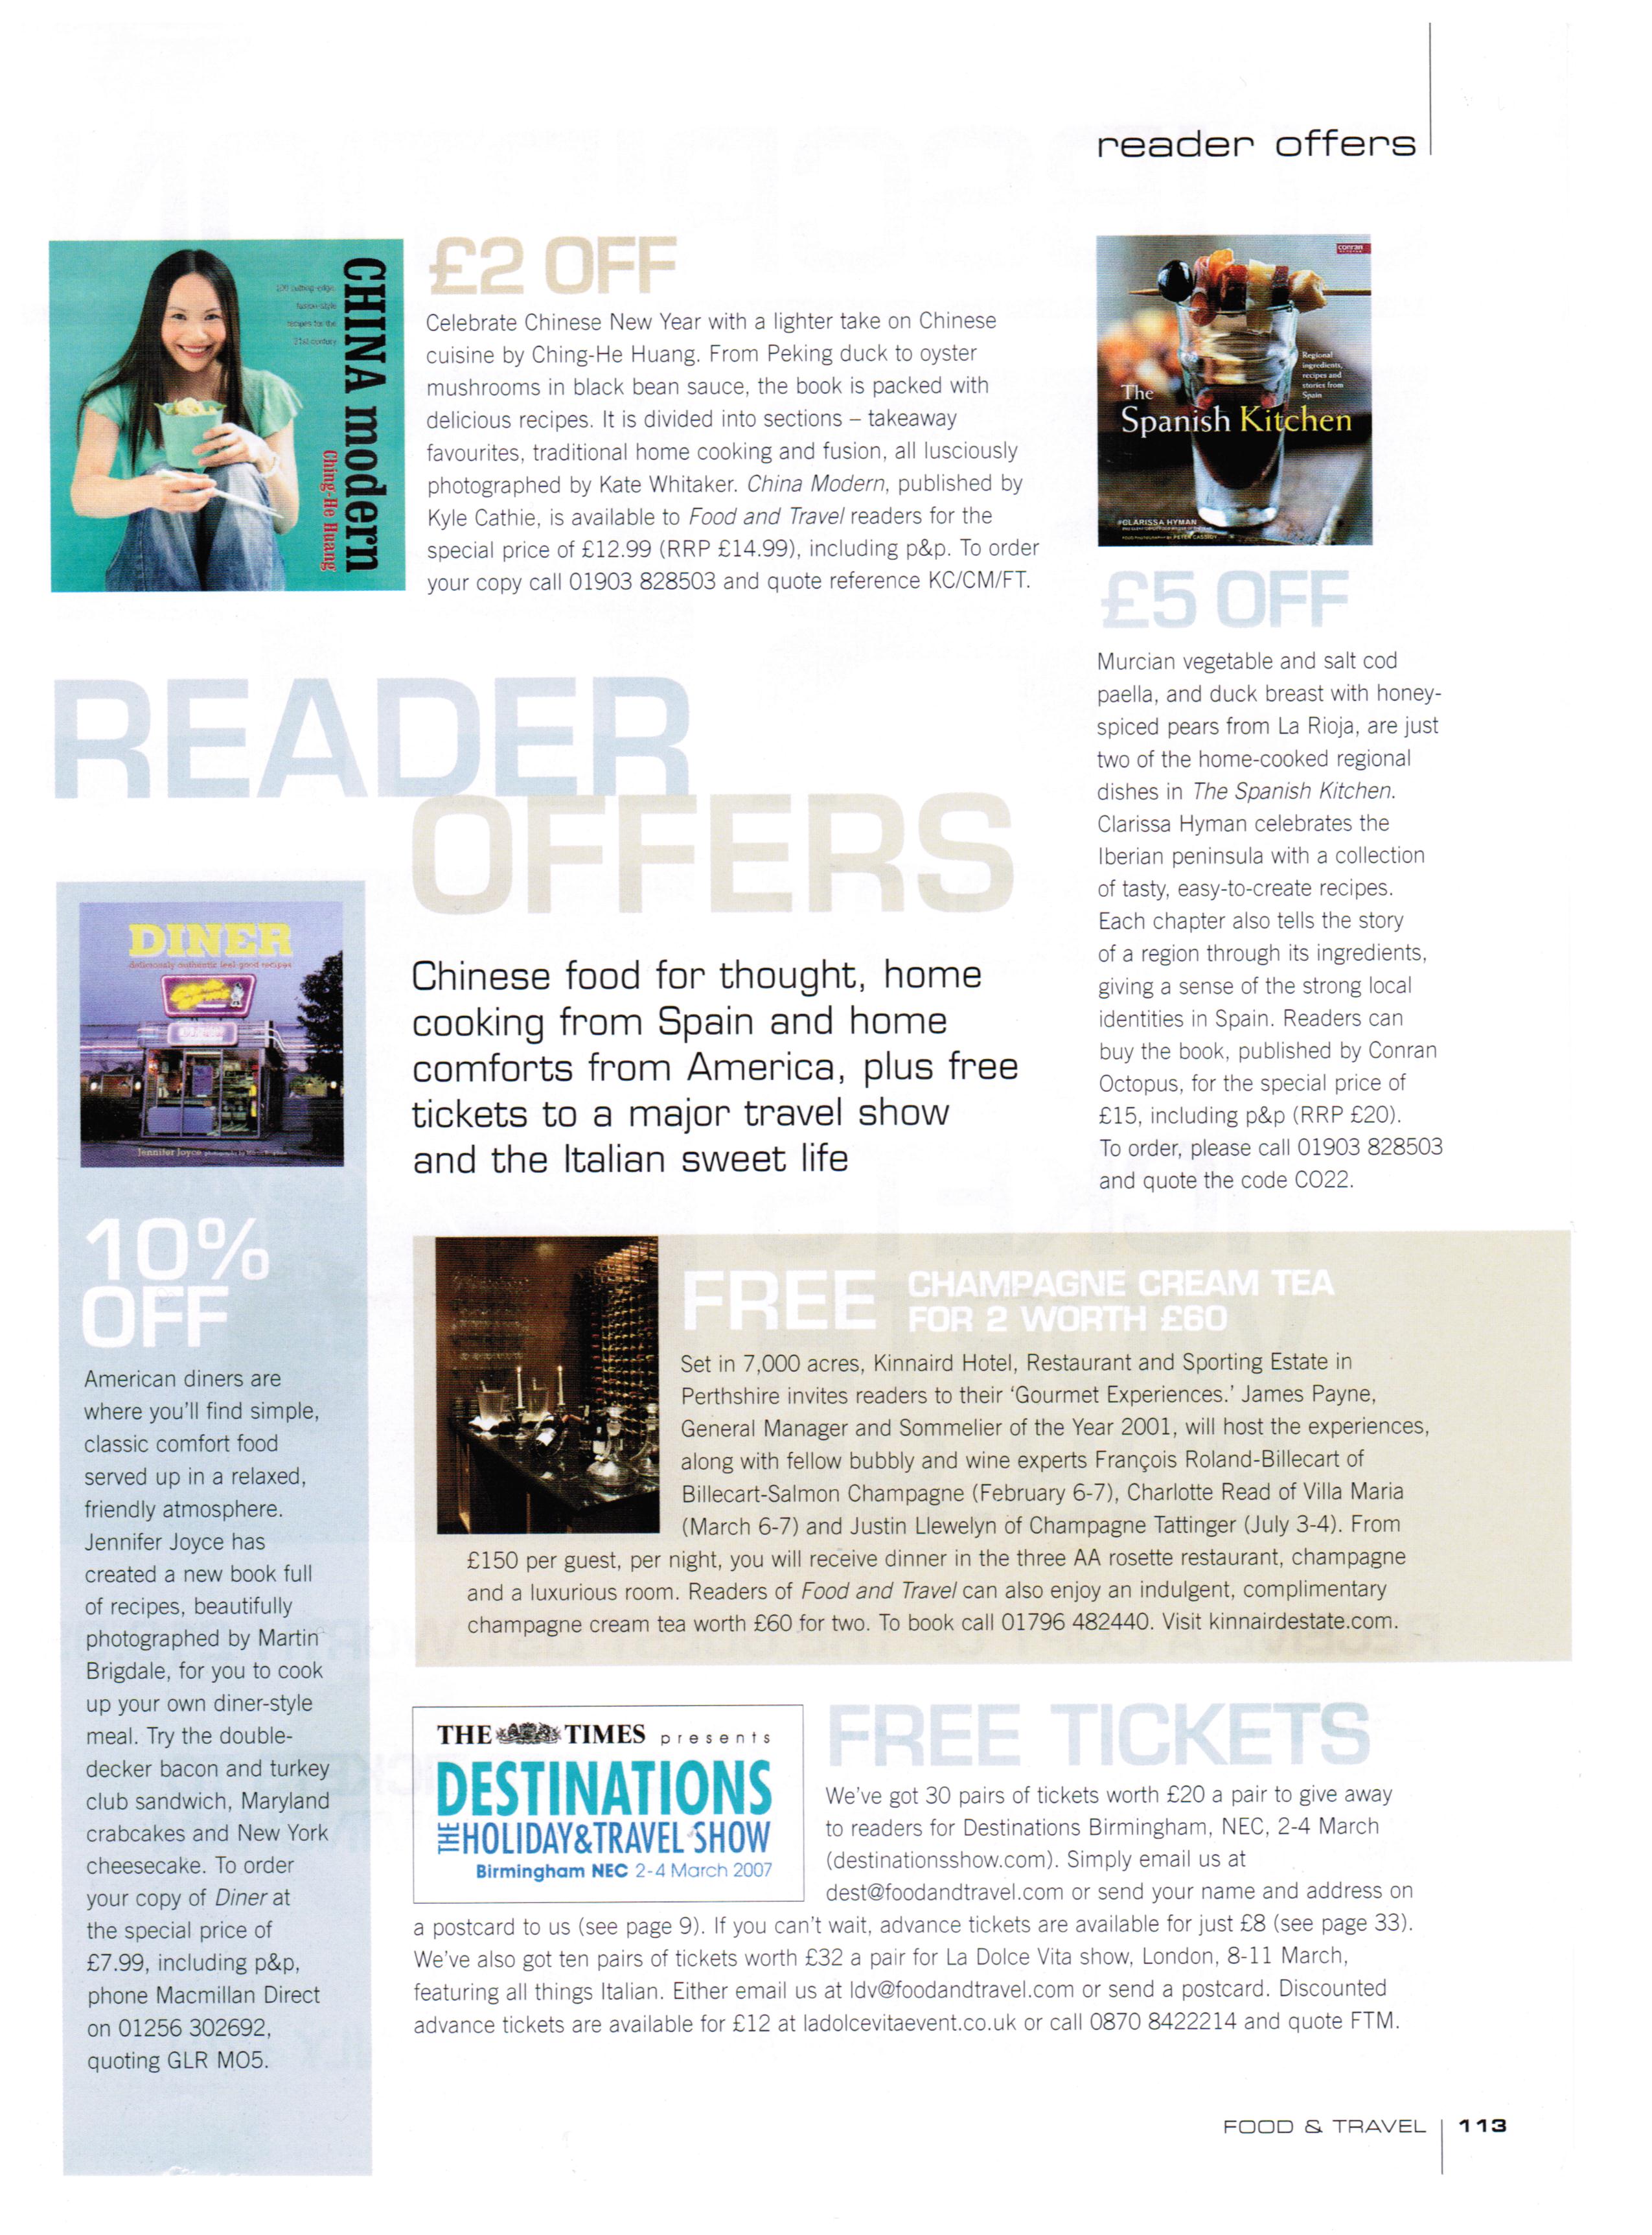 reader offers
CHINA modern
Ching-He Huang
100 cutting-edge,
fusion-style
recipes for the
21st century
£2 OFF
Celebrate Chinese New Year with a lighter take on Chinese
cuisine by Ching-He Huang. From Peking duck to oyster
mushrooms in black bean sauce, the book is packed with
delicious recipes. It is divided into sections – takeaway
favourites, traditional home cooking and fusion, all lusciously
photographed by Kate Whitaker. China Modern, published by
Kyle Cathie, is available to Food and Travel readers for the
special price of £12.99 (RRP £14.99), including p&p. To order
your copy call 01903 828503 and quote reference KC/CM/FT.
conran
Regional
ingredients,
recipes and
stories from
Spain
The
Spanish Kitchen
CLARISSA HYMAN
£5 OFF
Murcian vegetable and salt cod
paella, and duck breast with honey-
spiced pears from La Rioja, are just
two of the home-cooked regional
dishes in The Spanish Kitchen.
Clarissa Hyman celebrates the
Iberian peninsula with a collection
of tasty, easy-to-create recipes.
Each chapter also tells the story
of a region through its ingredients,
giving a sense of the strong local
identities in Spain. Readers can
buy the book, published by Conran
Octopus, for the special price of
£15, including p&p (RRP £20).
To order, please call 01903 828503
and quote the code CO22.
READER
OFFERS
Chinese food for thought, home
cooking from Spain and home
comforts from America, plus free
tickets to a major travel show
and the Italian sweet life
DINER
deliciously authentic feel good recipes
Jennifer Joyce
10%
OFF
American diners are
where you'll find simple,
classic comfort food
served up in a relaxed,
friendly atmosphere.
Jennifer Joyce has
created a new book full
of recipes, beautifully
photographed by Martin
Brigdale, for you to cook
up your own diner-style
meal. Try the double-
decker bacon and turkey
club sandwich, Maryland
crabcakes and New York
cheesecake. To order
your copy of Diner at
the special price of
£7.99, including p&p,
phone Macmillan Direct
on 01256 302692,
quoting GLR MO5.
FREE CHAMPAGNE CREAM TEA
FOR 2 WORTH £60
Set in 7,000 acres, Kinnaird Hotel, Restaurant and Sporting Estate in
Perthshire invites readers to their 'Gourmet Experiences.' James Payne,
General Manager and Sommelier of the Year 2001, will host the experiences,
along with fellow bubbly and wine experts François Roland-Billecart of
Billecart-Salmon Champagne (February 6-7), Charlotte Read of Villa Maria
(March 6-7) and Justin Llewelyn of Champagne Tattinger (July 3-4). From
£150 per guest, per night, you will receive dinner in the three AA rosette restaurant, champagne
and a luxurious room. Readers of Food and Travel can also enjoy an indulgent, complimentary
champagne cream tea worth £60 for two. To book call 01796 482440. Visit kinnairdestate.com.
THE TIMES presents
DESTINATIONS
THE HOLIDAY&TRAVEL SHOW
Birmingham NEC 2-4 March 2007
FREE TICKETS
We've got 30 pairs of tickets worth £20 a pair to give away
to readers for Destinations Birmingham, NEC, 2-4 March
(destinationsshow.com). Simply email us at
dest@foodandtravel.com or send your name and address on
a postcard to us (see page 9). If you can't wait, advance tickets are available for just £8 (see page 33).
We've also got ten pairs of tickets worth £32 a pair for La Dolce Vita show, London, 8-11 March,
featuring all things Italian. Either email us at ldv@foodandtravel.com or send a postcard. Discounted
advance tickets are available for £12 at ladolcevitaevent.co.uk or call 0870 8422214 and quote FTM.
FOOD & TRAVEL 113